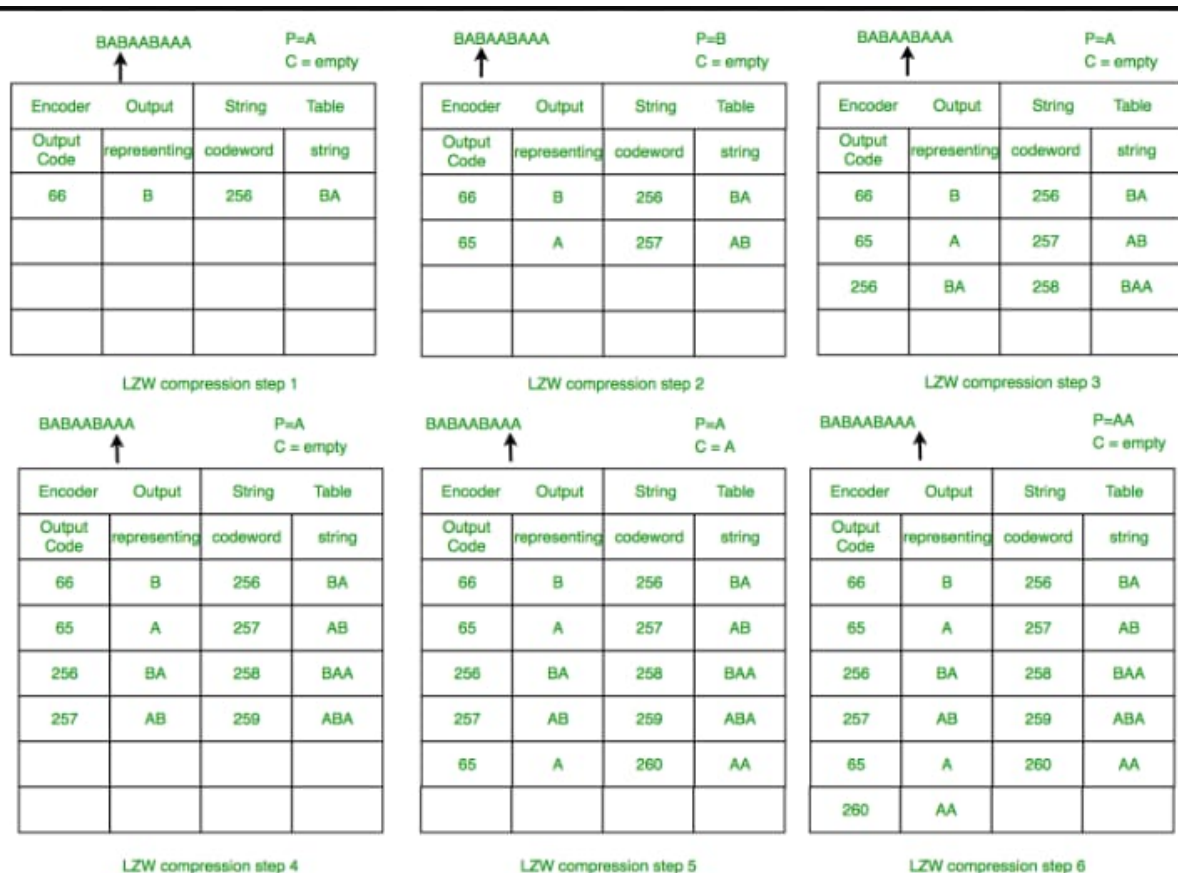 BABAABAAA P=A
C = empty
Encoder Output String Table
Output Code representing codeword string
66 B 256 BA
LZW compression step 1
BABAABAAA P=B
C = empty
Encoder Output String Table
Output Code representing codeword string
66 B 256 BA
65 A 257 AB
LZW compression step 2
BABAABAAA P=A
C = empty
Encoder Output String Table
Output Code representing codeword string
66 B 256 BA
65 A 257 AB
256 BA 258 BAA
LZW compression step 3
BABAABAAA P=A
C = empty
Encoder Output String Table
Output Code representing codeword string
66 B 256 BA
65 A 257 AB
256 BA 258 BAA
257 AB 259 ABA
LZW compression step 4
BABAABAAA P=A
C = A
Encoder Output String Table
Output Code representing codeword string
66 B 256 BA
65 A 257 AB
256 BA 258 BAA
257 AB 259 ABA
65 A 260 AA
LZW compression step 5
BABAABAAA P=AA
C = empty
Encoder Output String Table
Output Code representing codeword string
66 B 256 BA
65 A 257 AB
256 BA 258 BAA
257 AB 259 ABA
65 A 260 AA
260 AA
LZW compression step 6